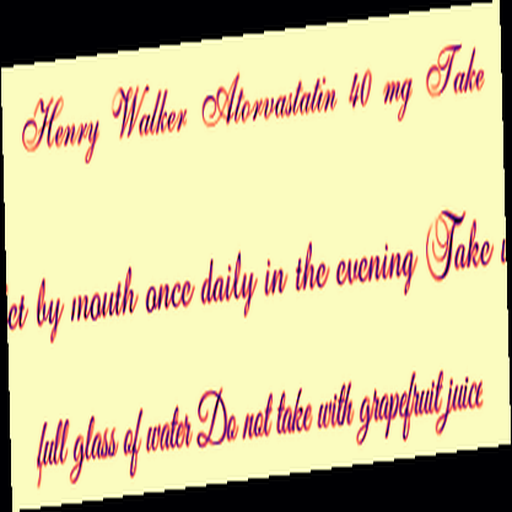 Henry Walker Atorvastatin 40 mg Take
by mouth once daily in the evening Take
full glass of water Do not take with grapefruit juice